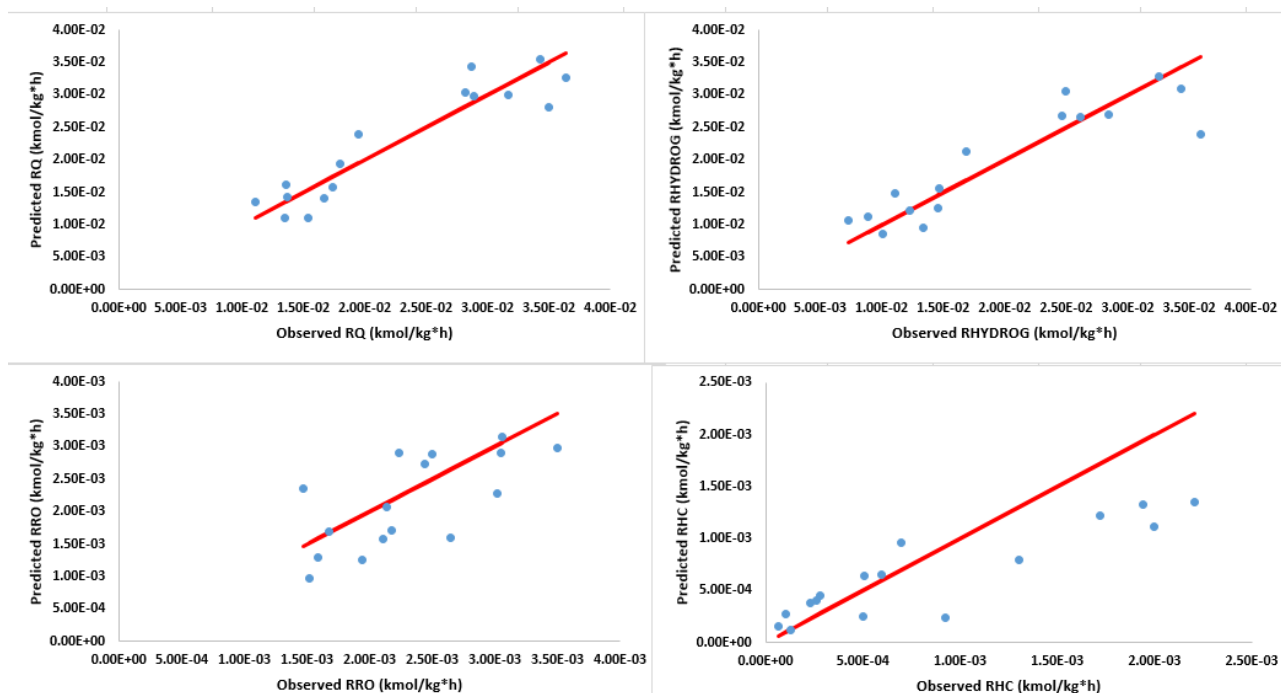 4.00E-02
3.50E-02
3.00E-02
2.50E-02
2.00E-02
1.50E-02
1.00E-02
5.00E-03
0.00E+00
Predicted RQ (kmol/kg*h)
0.00E+00 5.00E-03 1.00E-02 1.50E-02 2.00E-02 2.50E-02 3.00E-02 3.50E-02 4.00E-02
Observed RQ (kmol/kg*h)
4.00E-02
3.50E-02
3.00E-02
2.50E-02
2.00E-02
1.50E-02
1.00E-02
5.00E-03
0.00E+00
Predicted RHYDROG (kmol/kg*h)
0.00E+00 5.00E-03 1.00E-02 1.50E-02 2.00E-02 2.50E-02 3.00E-02 3.50E-02 4.00E-02
Observed RHYDROG (kmol/kg*h)
4.00E-03
3.50E-03
3.00E-03
2.50E-03
2.00E-03
1.50E-03
1.00E-03
5.00E-04
0.00E+00
Predicted RRO (kmol/kg*h)
0.00E+00 5.00E-04 1.00E-03 1.50E-03 2.00E-03 2.50E-03 3.00E-03 3.50E-03 4.00E-03
Observed RRO (kmol/kg*h)
2.50E-03
2.00E-03
1.50E-03
1.00E-03
5.00E-04
0.00E+00
Predicted RHC (kmol/kg*h)
0.00E+00 5.00E-04 1.00E-03 1.50E-03 2.00E-03 2.50E-03
Observed RHC (kmol/kg*h)